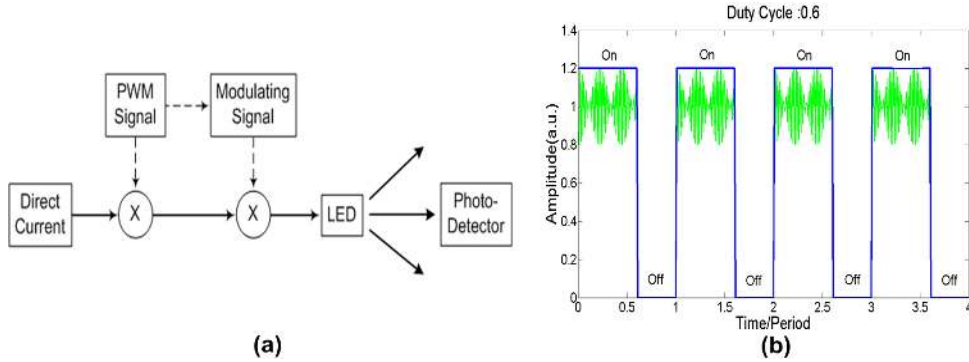 PWM
Signal
Modulating
Signal
Direct
Current
X
X
LED
Photo-
Detector
(a)
Duty Cycle :0.6
Amplitude(a.u.)
1.4
1.2
1
0.8
0.6
0.4
0.2
0
On
On
On
On
Off
Off
Off
Off
0 0.5 1 1.5 2 2.5 3 3.5 4
Time/Period
(b)